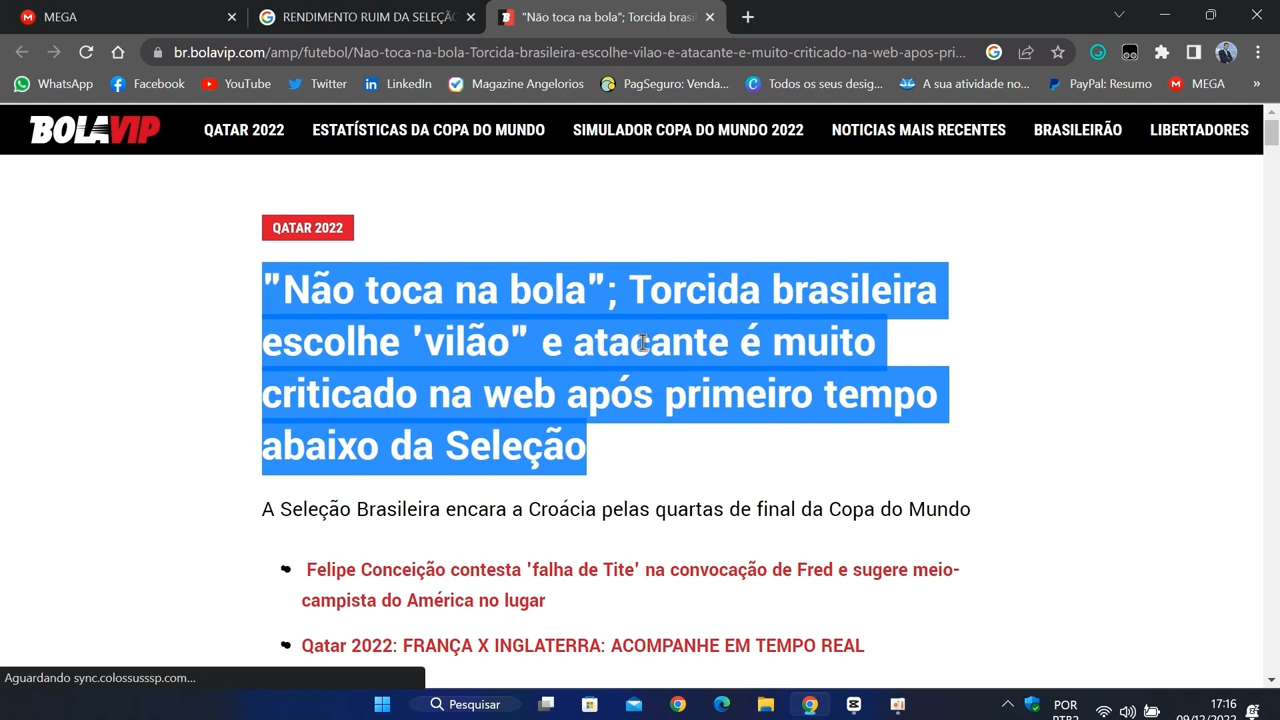 MEGA
RENDIMENTO RUIM DA SELEÇÃO
"Não toca na bola"; Torcida brasil
br.bolavip.com/amp/futebol/Nao-toca-na-bola-Torcida-brasileira-escolhe-vilao-e-atacante-e-muito-criticado-na-web-apos-pri...
WhatsApp Facebook YouTube Twitter LinkedIn Magazine Angelorios PagSeguro: Venda... Todos os seus desig... A sua atividade no... PayPal: Resumo MEGA »
BOLAVIP QATAR 2022 ESTATÍSTICAS DA COPA DO MUNDO SIMULADOR COPA DO MUNDO 2022 NOTICIAS MAIS RECENTES BRASILEIRÃO LIBERTADORES
QATAR 2022
"Não toca na bola"; Torcida brasileira
escolhe 'vilão" e atacante é muito
criticado na web após primeiro tempo
abaixo da Seleção
A Seleção Brasileira encara a Croácia pelas quartas de final da Copa do Mundo
Felipe Conceição contesta 'falha de Tite' na convocação de Fred e sugere meio-
campista do América no lugar
Qatar 2022: FRANÇA X INGLATERRA: ACOMPANHE EM TEMPO REAL
Aguardando sync.colossusssp.com...
Pesquisar
POR
PTB2
17:16
09/12/2022